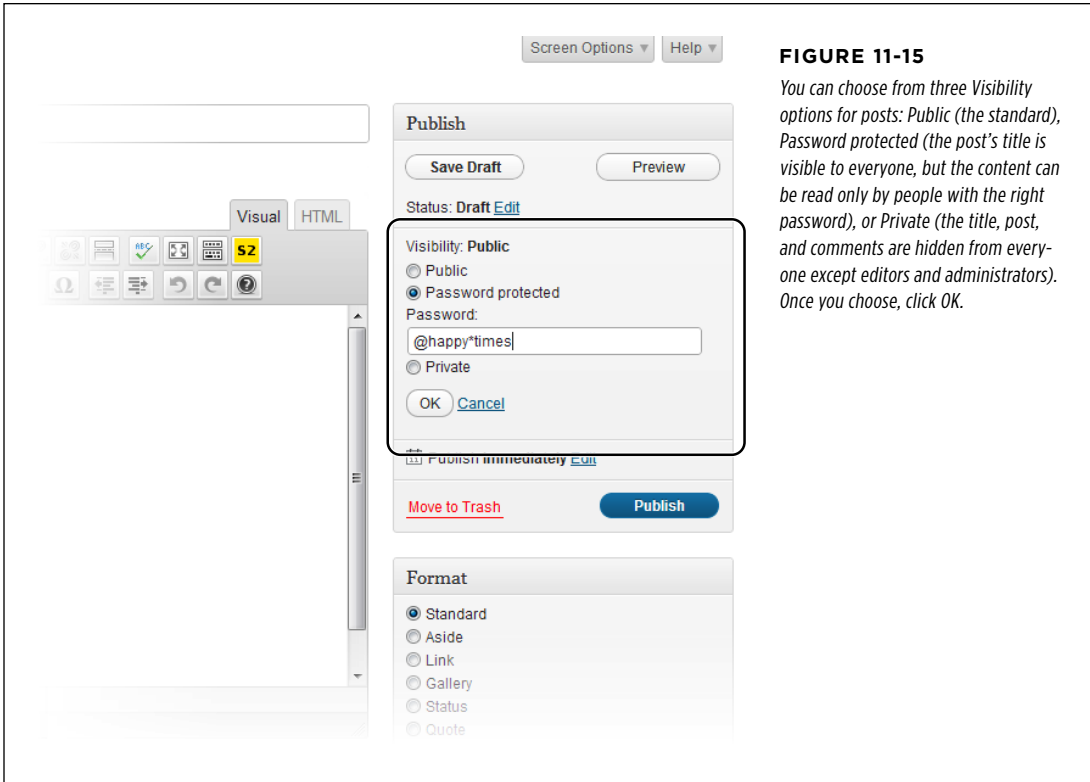 Screen Options
Help
FIGURE 11-15
You can choose from three Visibility
options for posts: Public (the standard),
Password protected (the post's title is
visible to everyone, but the content can
be read only by people with the right
password), or Private (the title, post,
and comments are hidden from every-
one except editors and administrators).
Once you choose, click OK.
Publish
Save Draft
Preview
Status: Draft Edit
Visual
HTML
ABC
S2
Ω
Visibility: Public
Public
Password protected
Password:
@happy*times
Private
OK
Cancel
11
Publish immediately Edit
Move to Trash
Publish
Format
Standard
Aside
Link
Gallery
Status
Quote